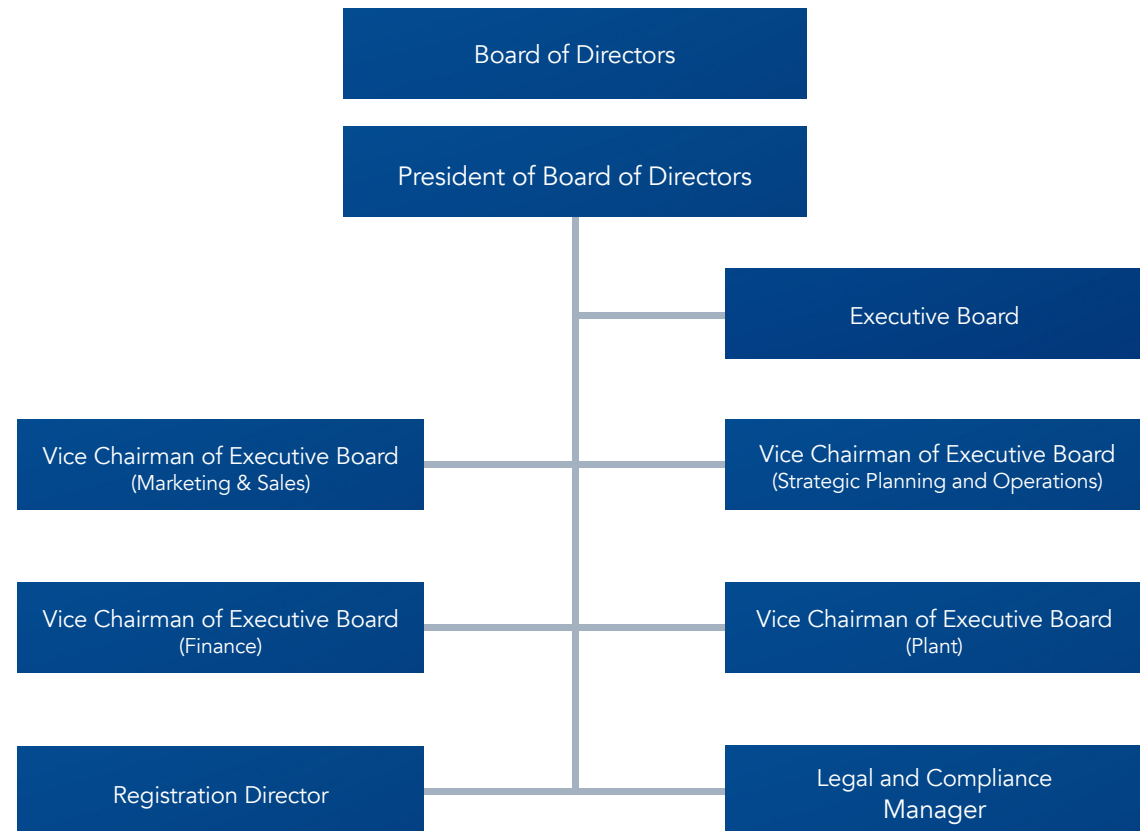 Board of Directors
President of Board of Directors
Executive Board
Vice Chairman of Executive Board
(Marketing & Sales)
Vice Chairman of Executive Board
(Strategic Planning and Operations)
Vice Chairman of Executive Board
(Finance)
Vice Chairman of Executive Board
(Plant)
Registration Director
Legal and Compliance
Manager